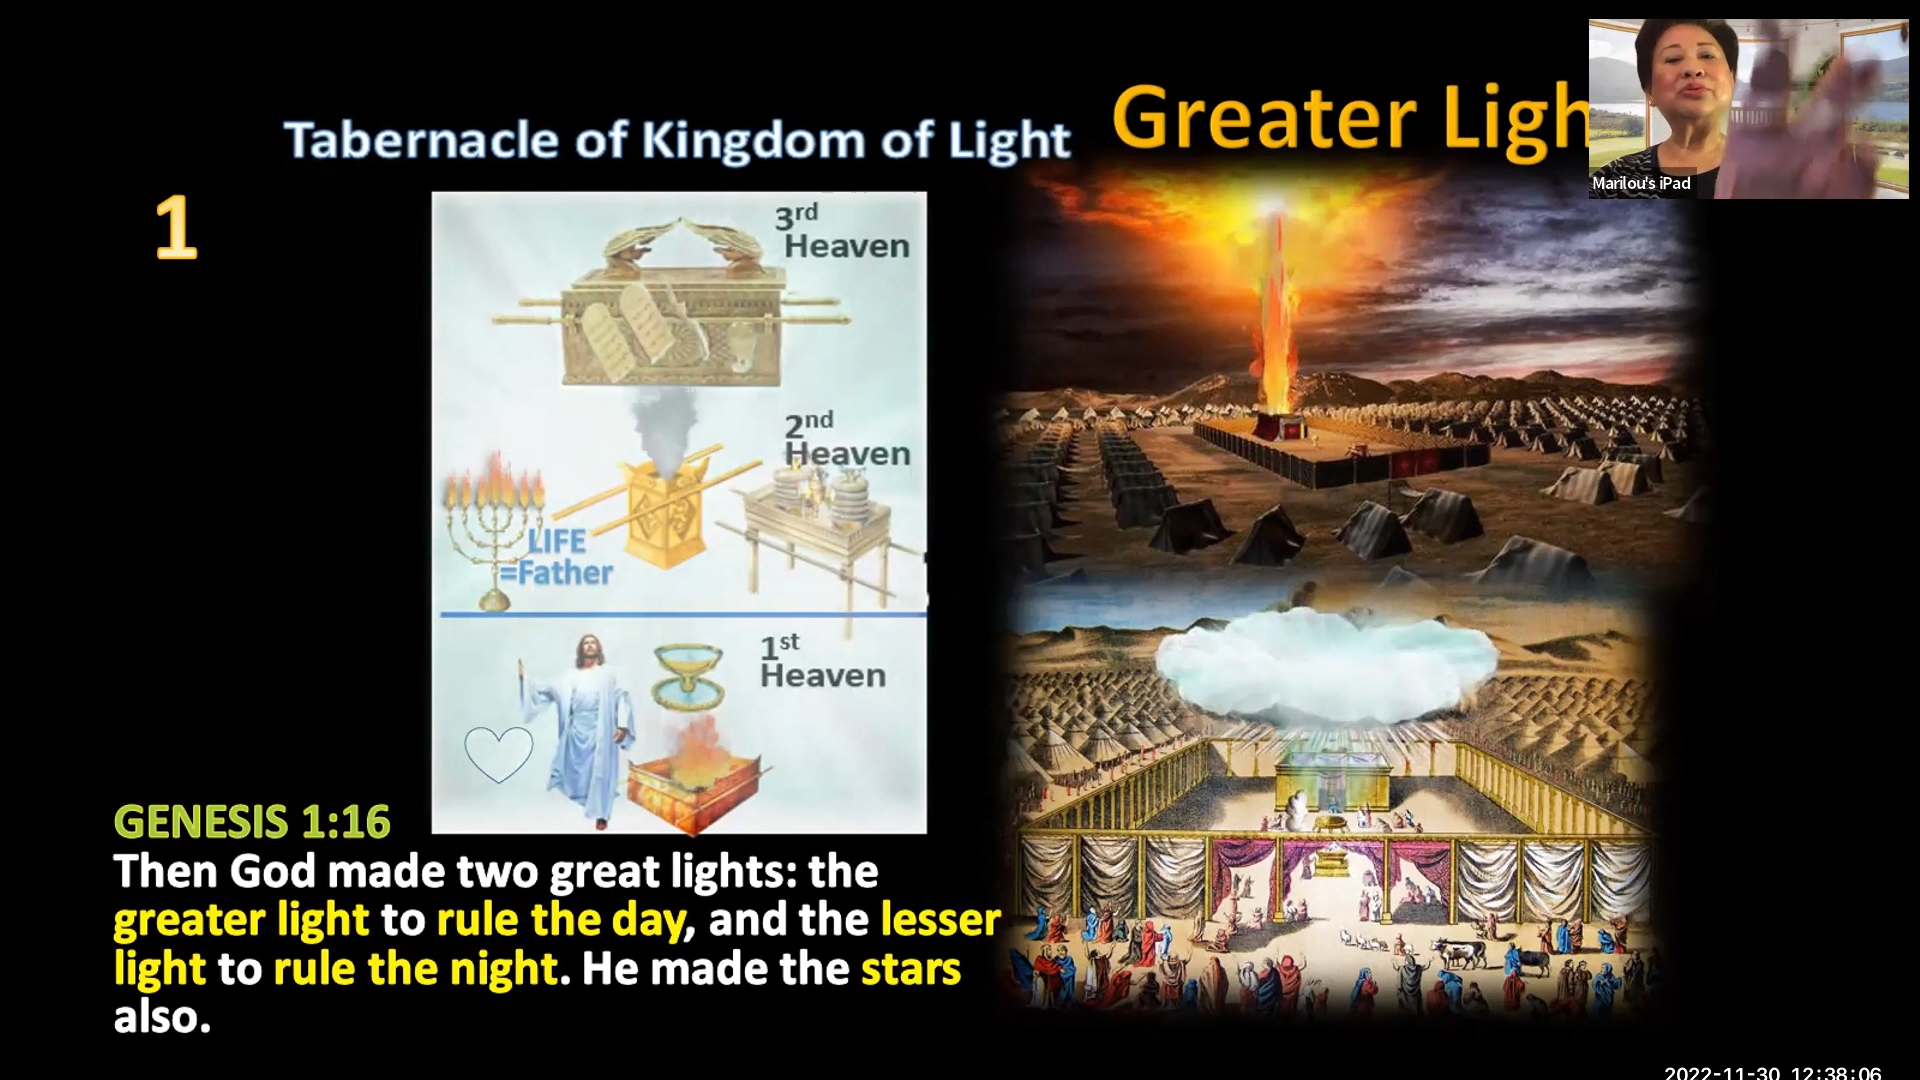 Greater Ligh
Tabernacle of Kingdom of Light
Marilou's iPad
1
3rd
Heaven
2nd
Heaven
LIFE
=Father
1st
Heaven
GENESIS 1:16
Then God made two great lights: the
greater light to rule the day, and the lesser
light to rule the night. He made the stars
also.
2022-11-30 12:38:06